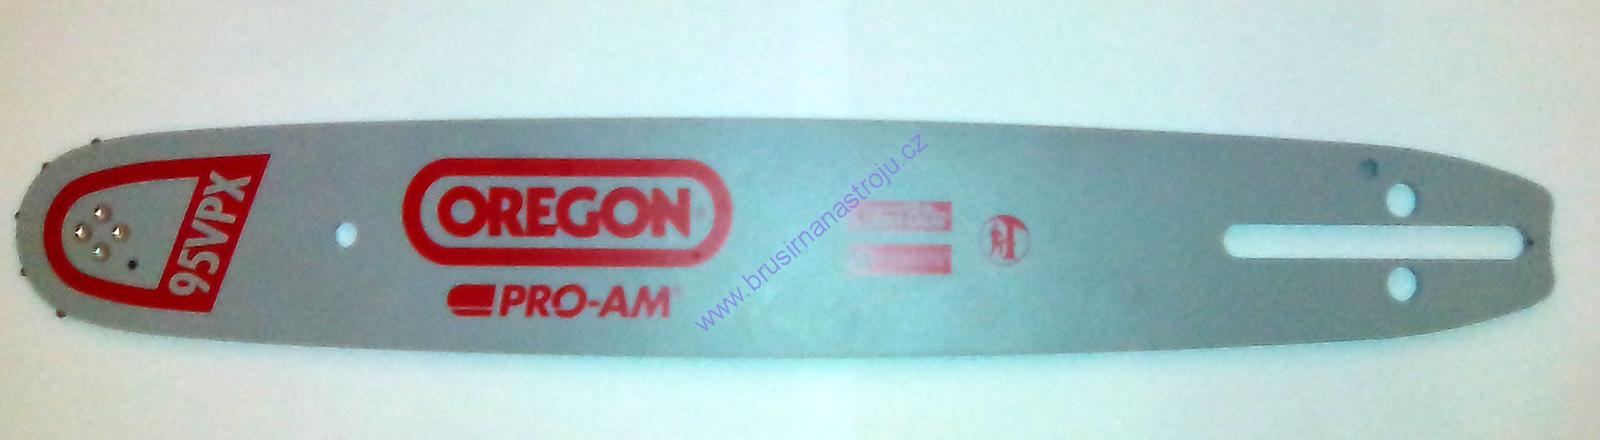 95VPX
OREGON®
PRO-AM®
www.brusirnanastroju.cz